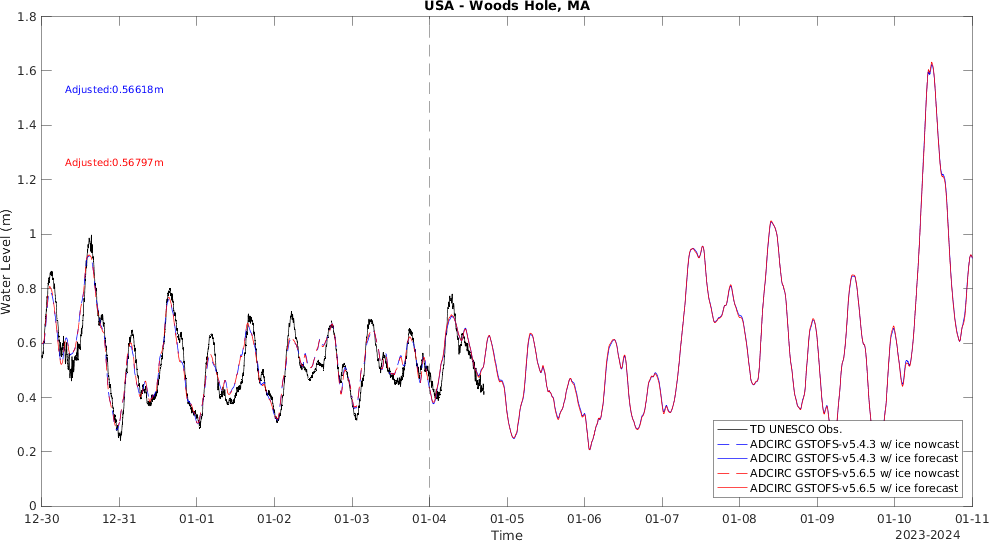 USA - Woods Hole, MA
Water Level (m)
1.8
1.6
1.4
1.2
1
0.8
0.6
0.4
0.2
0
Adjusted:0.56618m
Adjusted:0.56797m
TD UNESCO Obs.
ADCIRC GSTOFS-v5.4.3 w/ ice nowcast
ADCIRC GSTOFS-v5.4.3 w/ ice forecast
ADCIRC GSTOFS-v5.6.5 w/ ice nowcast
ADCIRC GSTOFS-v5.6.5 w/ ice forecast
12-30 12-31 01-01 01-02 01-03 01-04 01-05 01-06 01-07 01-08 01-09 01-10 01-11
Time
2023-2024